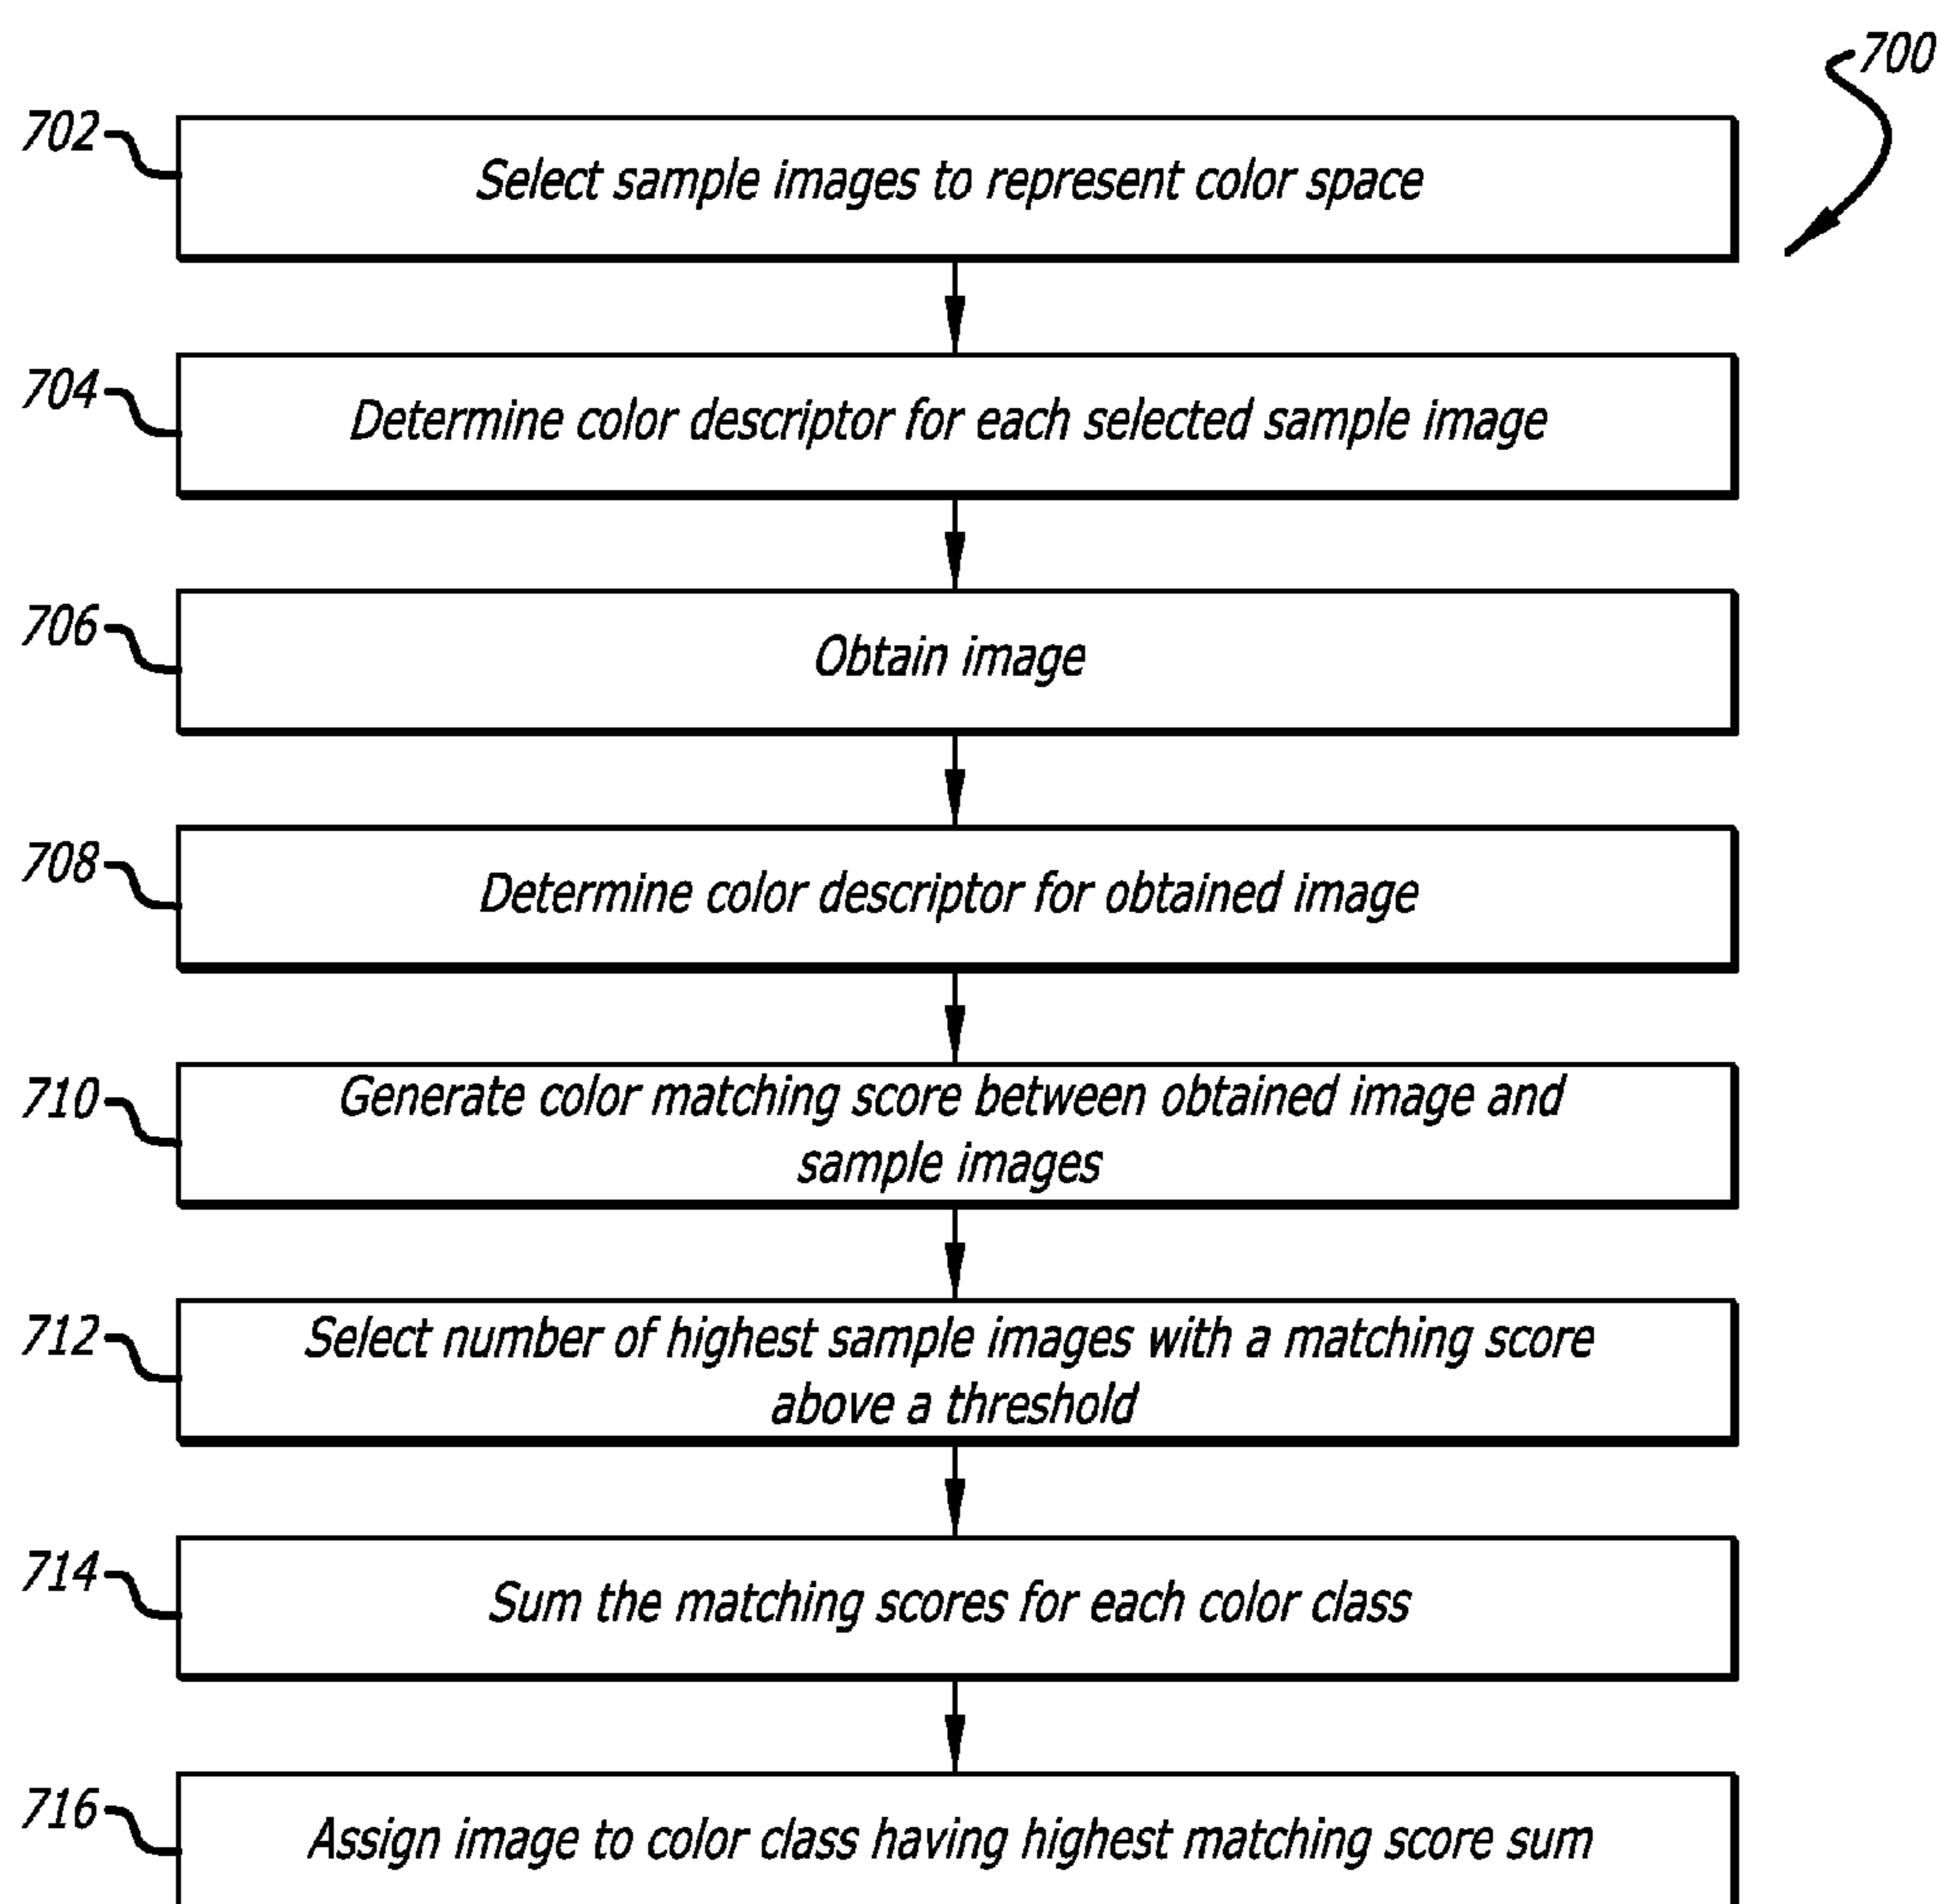 700
702
Select sample images to represent color space
704
Determine color descriptor for each selected sample image
706
Obtain image
708
Determine color descriptor for obtained image
710
Generate color matching score between obtained image and
sample images
712
Select number of highest sample images with a matching score
above a threshold
714
Sum the matching scores for each color class
716
Assign image to color class having highest matching score sum